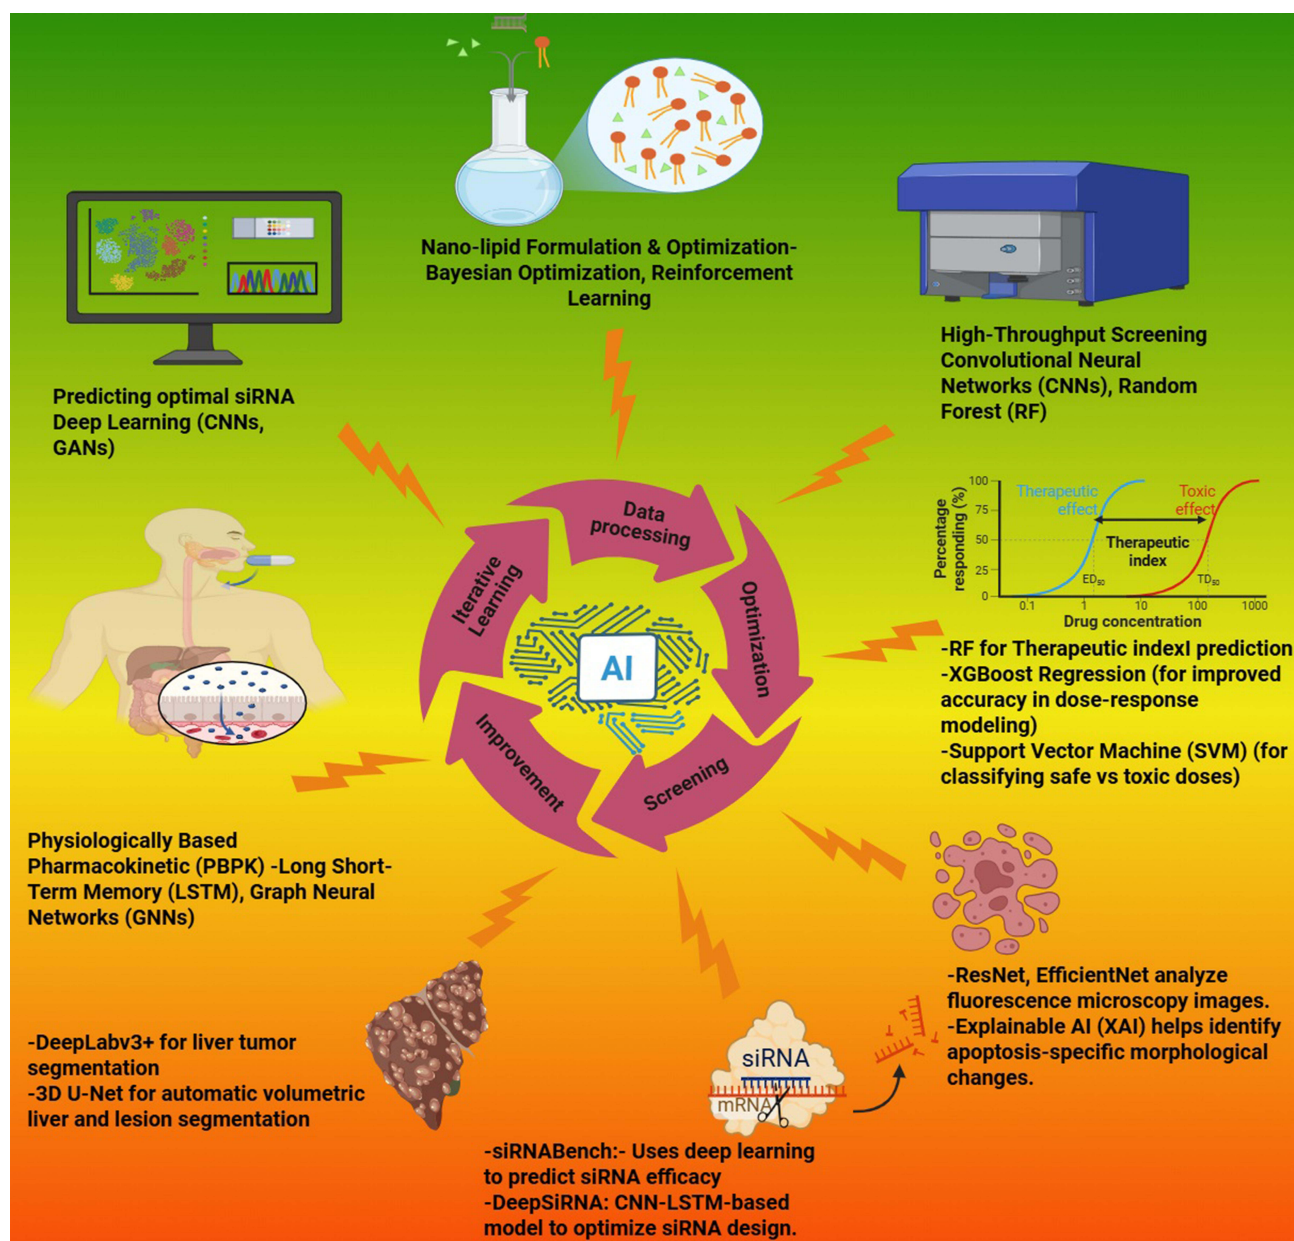 Nano-lipid Formulation & Optimization-
Bayesian Optimization, Reinforcement
Learning
Predicting optimal siRNA
Deep Learning (CNNs,
GANs)
High-Throughput Screening
Convolutional Neural
Networks (CNNs), Random
Forest (RF)
Data
processing
Optimization
Screening
Improvement
Iterative
Learning
AI
Percentage
responding (%)
100
75
50
25
0
Therapeutic
effect
Toxic
effect
Therapeutic
index
ED50
TD50
0.1
1
10
100
1000
Drug concentration
-RF for Therapeutic indexI prediction
-XGBoost Regression (for improved
accuracy in dose-response
modeling)
-Support Vector Machine (SVM) (for
classifying safe vs toxic doses)
Physiologically Based
Pharmacokinetic (PBPK) -Long Short-
Term Memory (LSTM), Graph Neural
Networks (GNNs)
-ResNet, EfficientNet analyze
fluorescence microscopy images.
-Explainable AI (XAI) helps identify
apoptosis-specific morphological
changes.
-DeepLabv3+ for liver tumor
segmentation
-3D U-Net for automatic volumetric
liver and lesion segmentation
siRNA
mRNA
-siRNABench:- Uses deep learning
to predict siRNA efficacy
-DeepSiRNA: CNN-LSTM-based
model to optimize siRNA design.